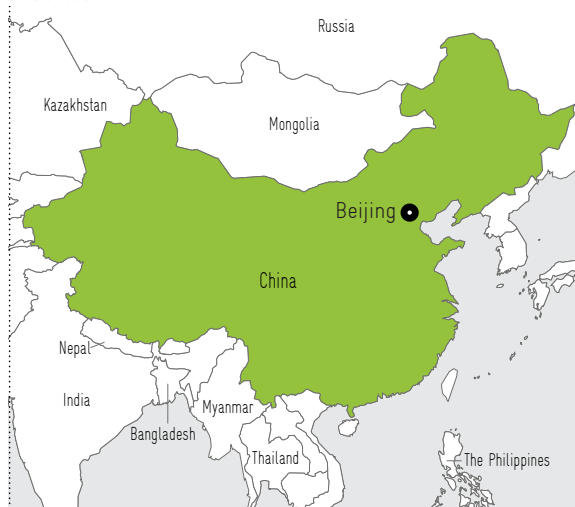 Russia
Kazakhstan
Mongolia
Beijing
China
Nepal
India
Myanmar
Bangladesh
Thailand
The Philippines